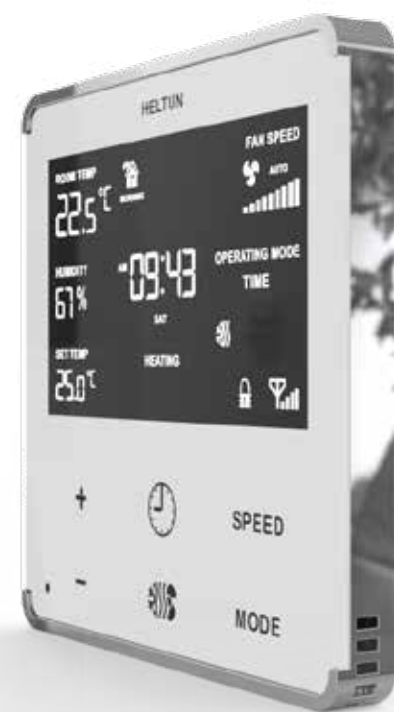 HELTUN
ROOM TEMP
22.5°C
FAN SPEED
AUTO
HUMIDITY
67%
AM 09:43
SAT
OPERATING MODE
TIME
SET TEMP
25.0°C
HEATING
+
SPEED
−
MODE